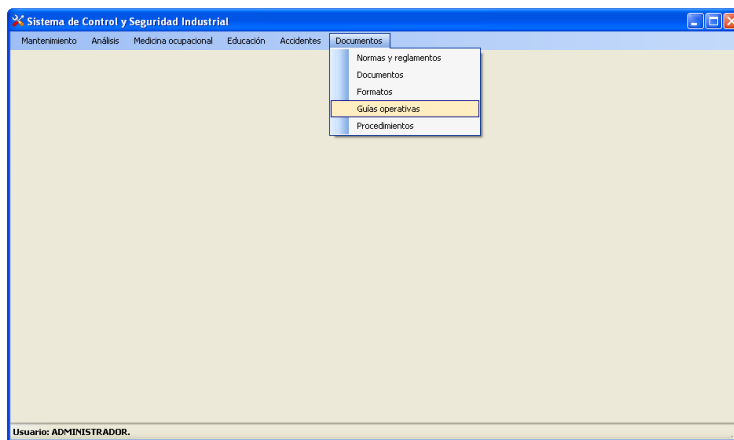 Sistema de Control y Seguridad Industrial
Mantenimiento Análisis Medicina ocupacional Educación Accidentes Documentos
Normas y reglamentos
Documentos
Formatos
Guías operativas
Procedimientos
Usuario: ADMINISTRADOR.